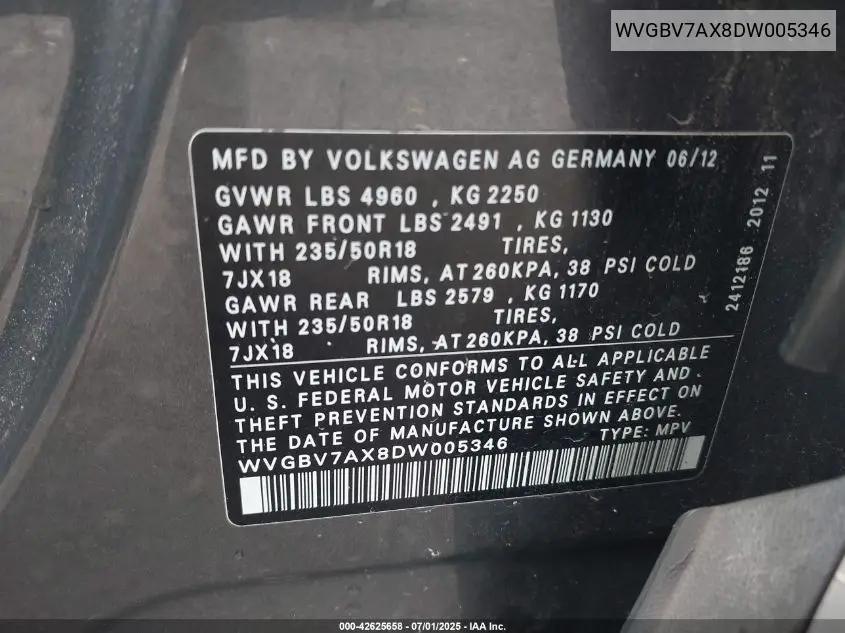 WVGBV7AX8DW005346
MFD BY VOLKSWAGEN AG GERMANY 06/12
GVWR LBS 4960 , KG 2250
GAWR FRONT LBS 2491 , KG 1130
WITH 235/50R18 TIRES,
7JX18 RIMS, AT 260KPA, 38 PSI COLD
GAWR REAR LBS 2579 , KG 1170
WITH 235/50R18 TIRES,
7JX18 RIMS, AT 260KPA, 38 PSI COLD
2412186 2012 11
THIS VEHICLE CONFORMS TO ALL APPLICABLE
U. S. FEDERAL MOTOR VEHICLE SAFETY AND
THEFT PREVENTION STANDARDS IN EFFECT ON
THE DATE OF MANUFACTURE SHOWN ABOVE.
WVGBV7AX8DW005346 TYPE: MPV
000-42625658 - 07/01/2025 - IAA Inc.